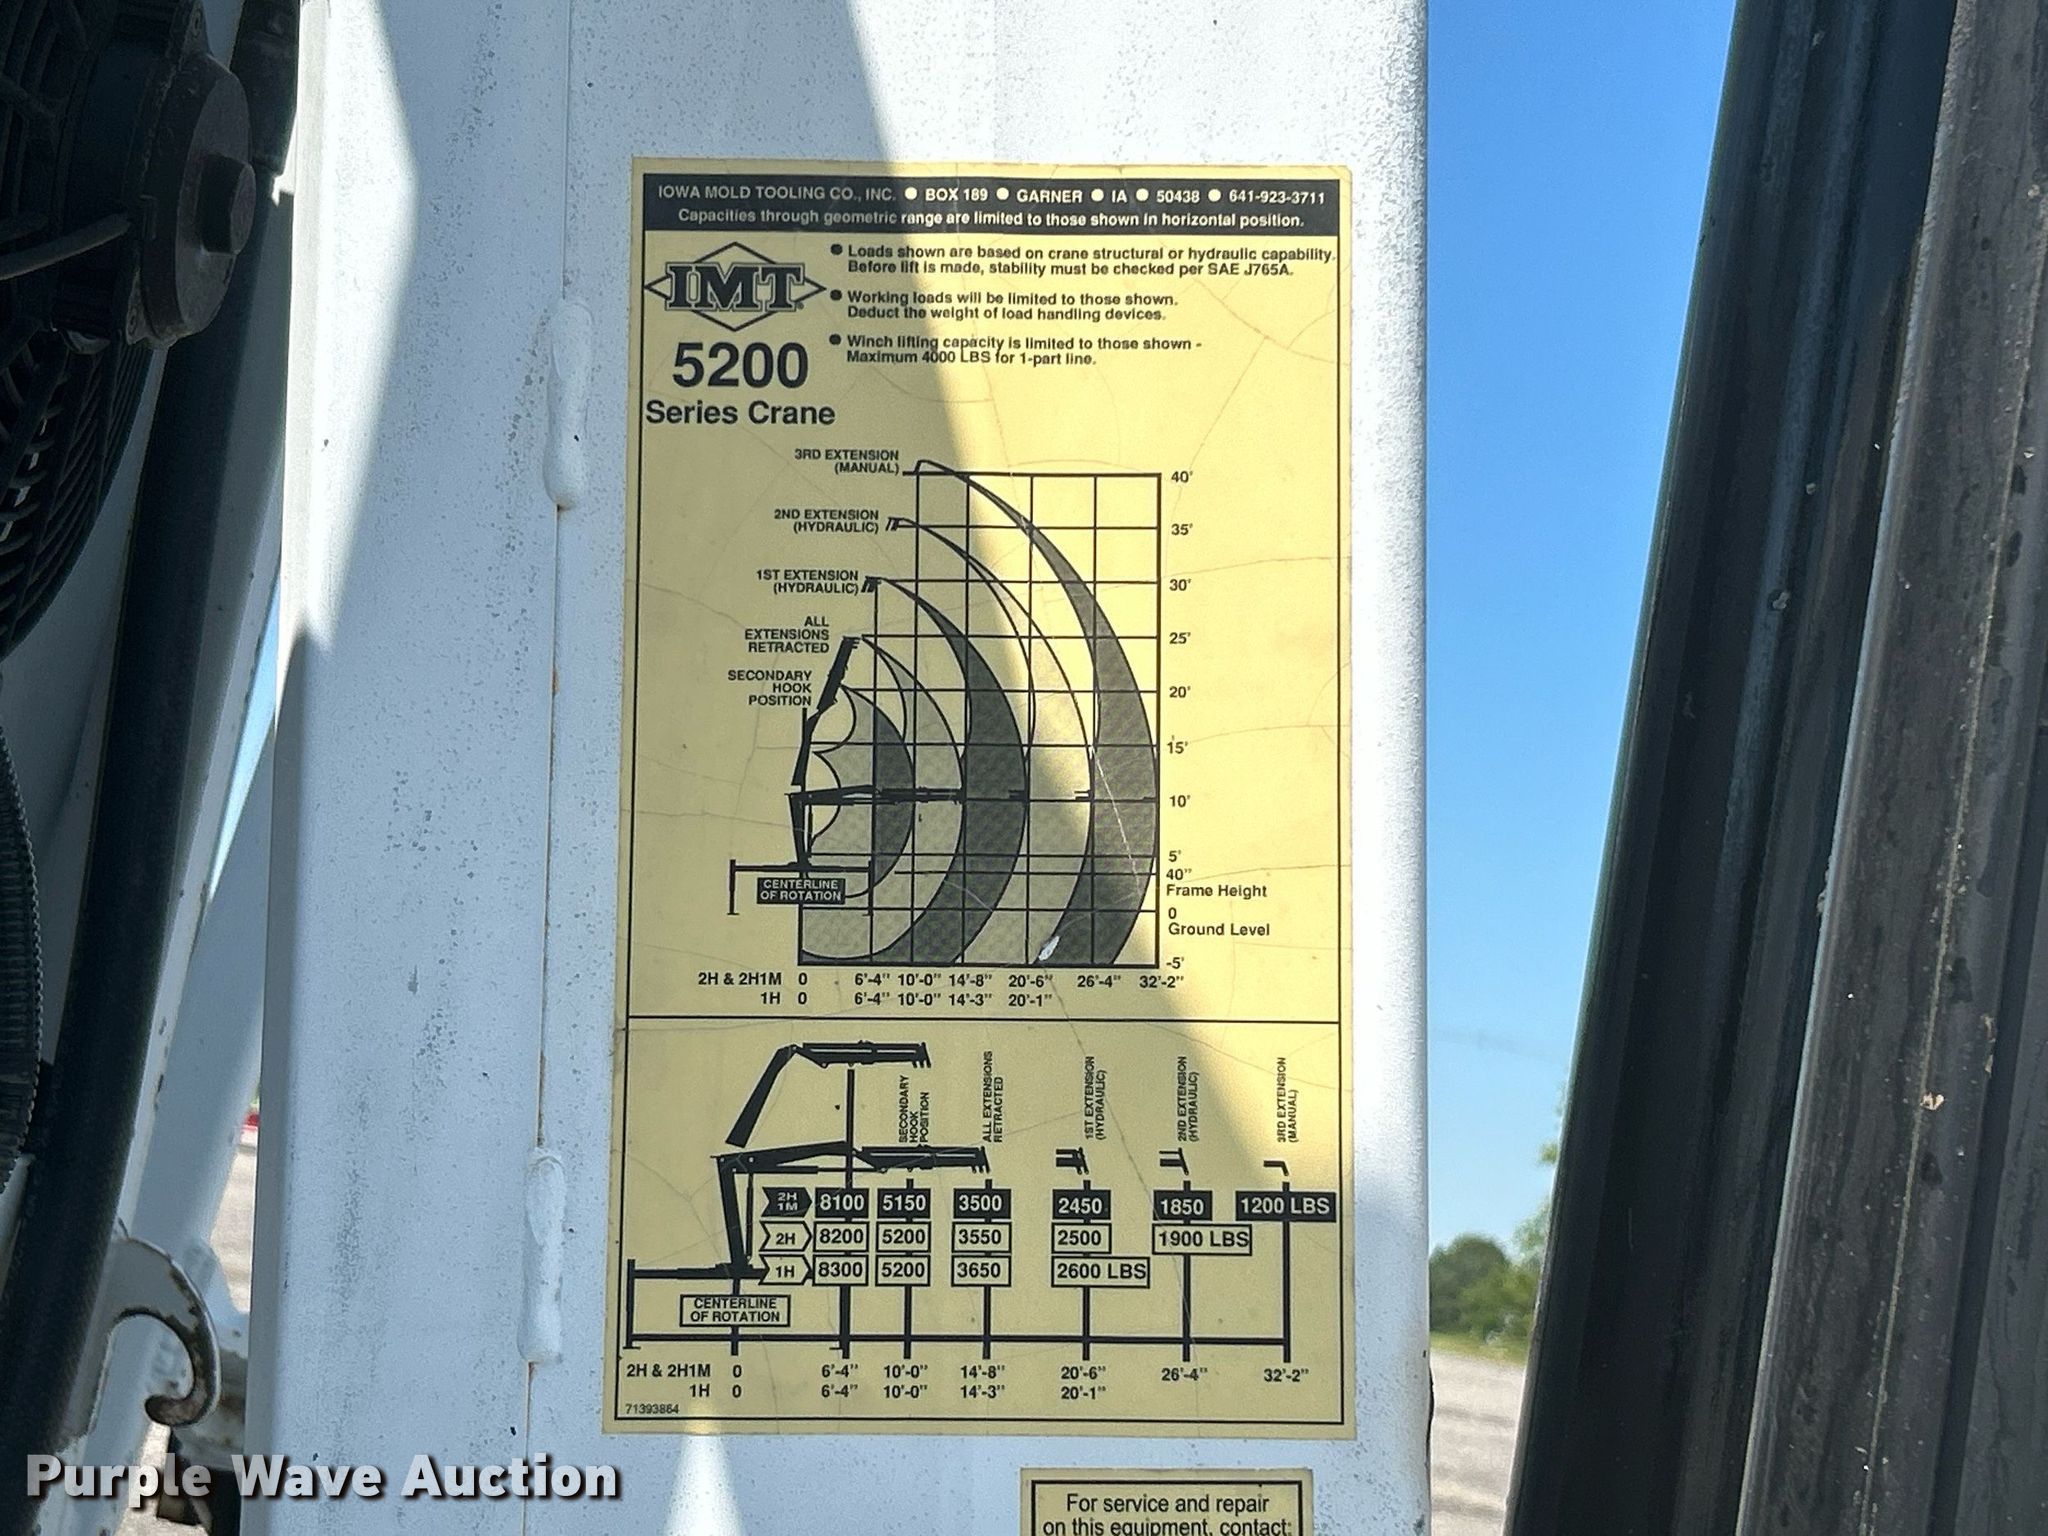 IOWA MOLD TOOLING CO., INC. ● BOX 189 ● GARNER ● IA ● 50438 ● 641-923-3711
Capacities through geometric range are limited to those shown in horizontal position.
IMT
5200
Series Crane
● Loads shown are based on crane structural or hydraulic capability.
Before lift is made, stability must be checked per SAE J765A.
● Working loads will be limited to those shown.
Deduct the weight of load handling devices.
● Winch lifting capacity is limited to those shown -
Maximum 4000 LBS for 1-part line.
3RD EXTENSION
(MANUAL)
2ND EXTENSION
(HYDRAULIC)
1ST EXTENSION
(HYDRAULIC)
ALL
EXTENSIONS
RETRACTED
SECONDARY
HOOK
POSITION
CENTERLINE
OF ROTATION
40'
35'
30'
25'
20'
15'
10'
5'
40"
Frame Height
0
Ground Level
-5'
2H & 2H1M 0 6'-4" 10'-0" 14'-8" 20'-6" 26'-4" 32'-2"
1H 0 6'-4" 10'-0" 14'-3" 20'-1"
SECONDARY
HOOK
POSITION
ALL EXTENSIONS
RETRACTED
1ST EXTENSION
(HYDRAULIC)
2ND EXTENSION
(HYDRAULIC)
3RD EXTENSION
(MANUAL)
2H
1M 8100 5150 3500 2450 1850 1200 LBS
2H 8200 5200 3550 2500 1900 LBS
1H 8300 5200 3650 2600 LBS
CENTERLINE
OF ROTATION
2H & 2H1M 0 6'-4" 10'-0" 14'-8" 20'-6" 26'-4" 32'-2"
1H 0 6'-4" 10'-0" 14'-3" 20'-1"
71393864
For service and repair
on this equipment, contact:
Purple Wave Auction